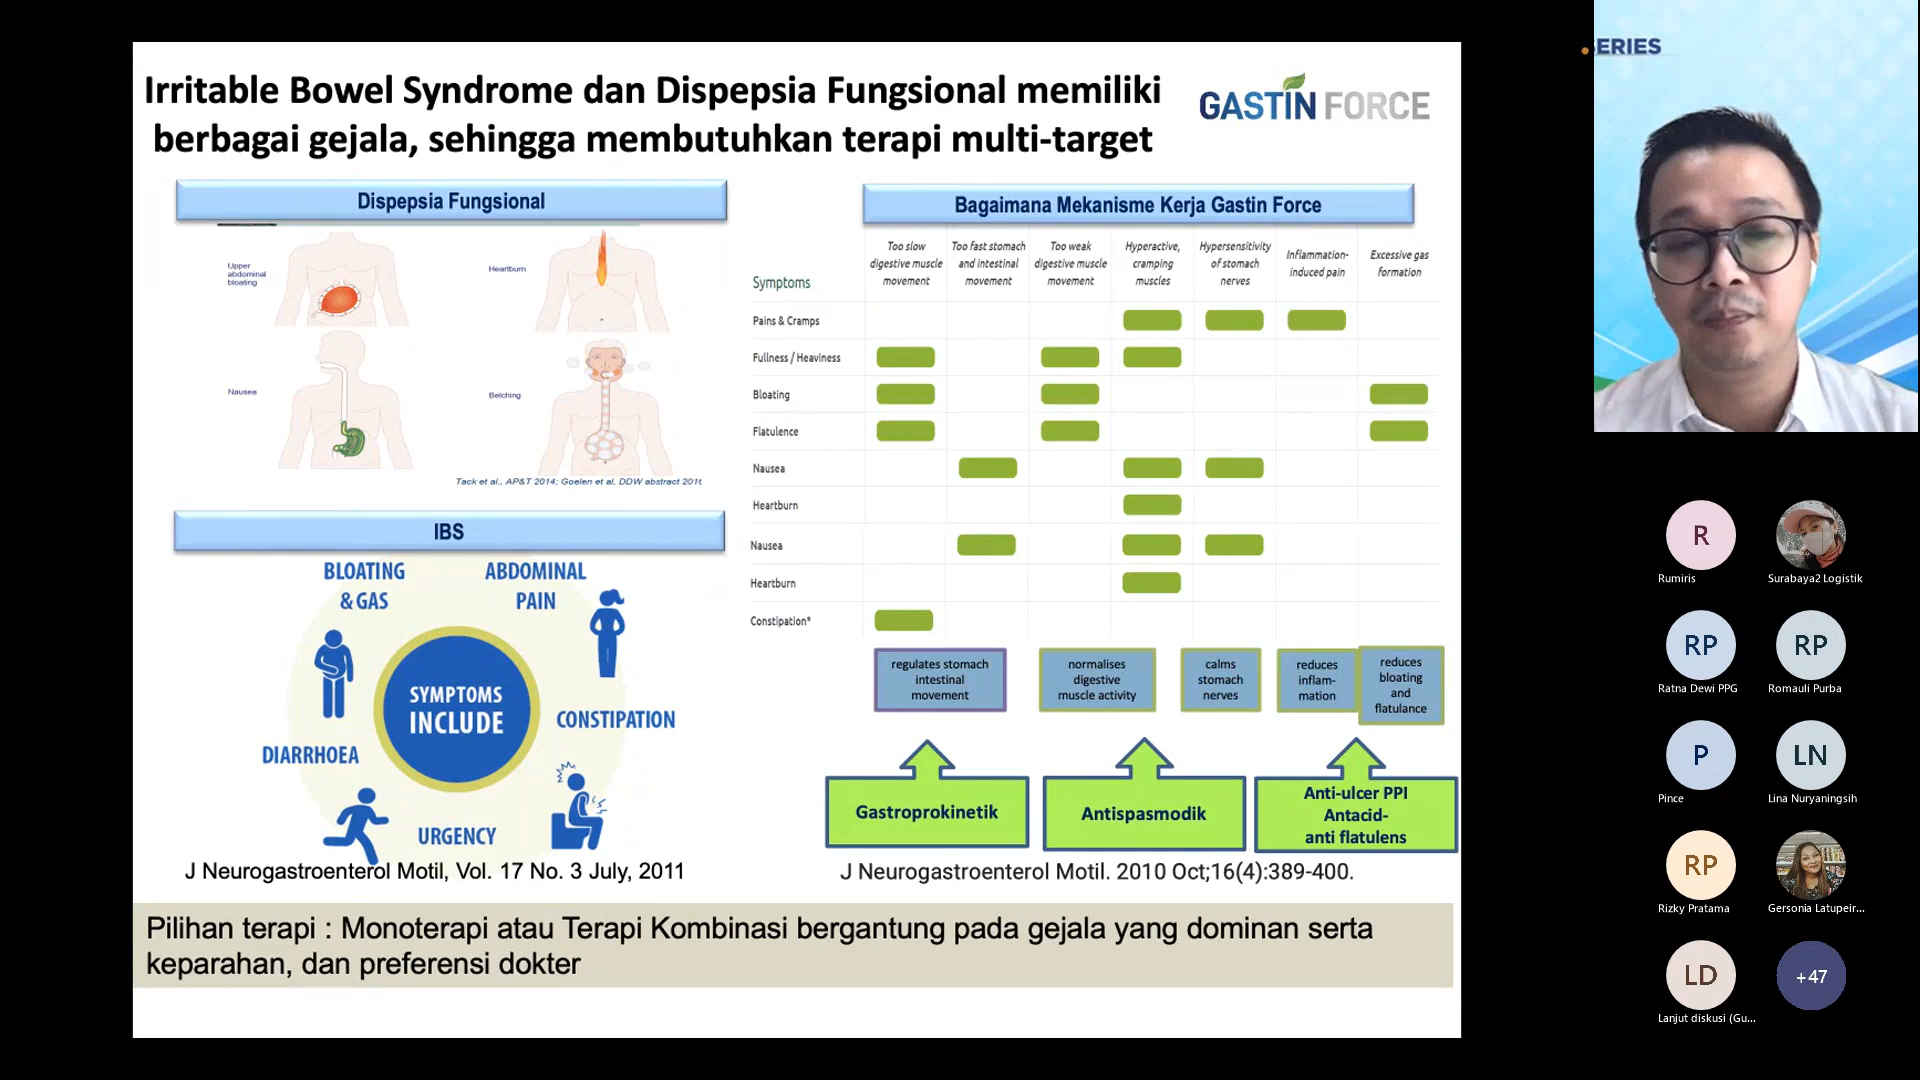 Irritable Bowel Syndrome dan Dispepsia Fungsional memiliki
berbagai gejala, sehingga membutuhkan terapi multi-target
GASTIN FORCE
Dispepsia Fungsional
Upper
abdominal
bloating
Heartburn
Nausea
Belching
Tack et al., AP&T 2014; Goelen et al, DDW abstract 2016
IBS
BLOATING
& GAS
ABDOMINAL
PAIN
SYMPTOMS
INCLUDE
CONSTIPATION
DIARRHOEA
URGENCY
J Neurogastroenterol Motil, Vol. 17 No. 3 July, 2011
Bagaimana Mekanisme Kerja Gastin Force
Symptoms
Too slow
digestive muscle
movement
Too fast stomach
and intestinal
movement
Too weak
digestive muscle
movement
Hyperactive,
cramping
muscles
Hypersensitivity
of stomach
nerves
Inflammation-
induced pain
Excessive gas
formation
Pains & Cramps
Fullness / Heaviness
Bloating
Flatulence
Nausea
Heartburn
Nausea
Heartburn
Constipation*
regulates stomach
intestinal
movement
normalises
digestive
muscle activity
calms
stomach
nerves
reduces
inflam-
mation
reduces
bloating
and
flatulance
Gastroprokinetik
Antispasmodik
Anti-ulcer PPI
Antacid-
anti flatulens
J Neurogastroenterol Motil. 2010 Oct;16(4):389-400.
Pilihan terapi : Monoterapi atau Terapi Kombinasi bergantung pada gejala yang dominan serta
keparahan, dan preferensi dokter
ERIES
R
Rumiris
Surabaya2 Logistik
RP
Ratna Dewi PPG
RP
Romauli Purba
P
Pince
LN
Lina Nuryaningsih
RP
Rizky Pratama
Gersonia Latupeir...
LD
Lanjut diskusi (Gu...
+47